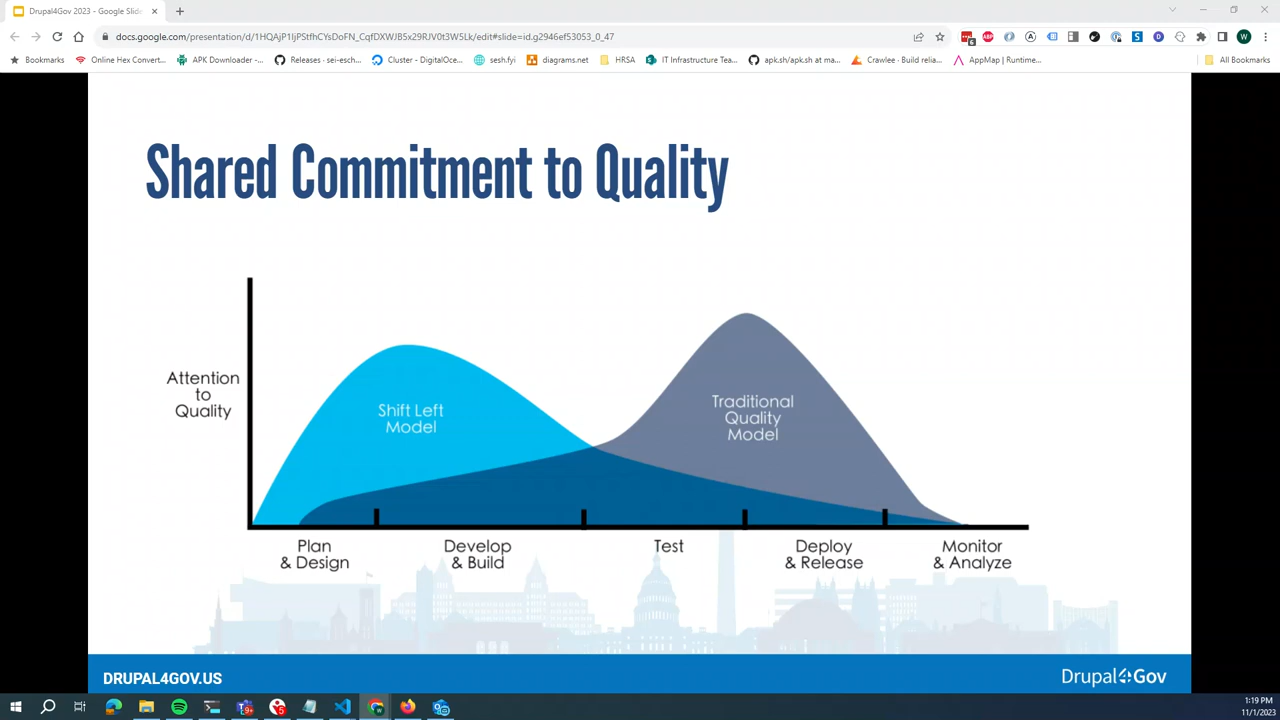 Drupal4Gov 2023 - Google Slide
docs.google.com/presentation/d/1HQAjP1IjPStfhCYsDoFN_CqfDXWJB5x29RJV0t3W5Lk/edit#slide=id.g2946ef53053_0_47
Bookmarks
Online Hex Convert...
APK Downloader -...
Releases · sei-esch...
Cluster - DigitalOce...
sesh.fyi
diagrams.net
HRSA
IT Infrastructure Tea...
apk.sh/apk.sh at ma...
Crawlee · Build relia...
AppMap | Runtime...
All Bookmarks
Shared Commitment to Quality
Attention
to
Quality
Shift Left
Model
Traditional
Quality
Model
Plan
& Design
Develop
& Build
Test
Deploy
& Release
Monitor
& Analyze
DRUPAL4GOV.US
Drupal4Gov
1:19 PM
11/1/2023